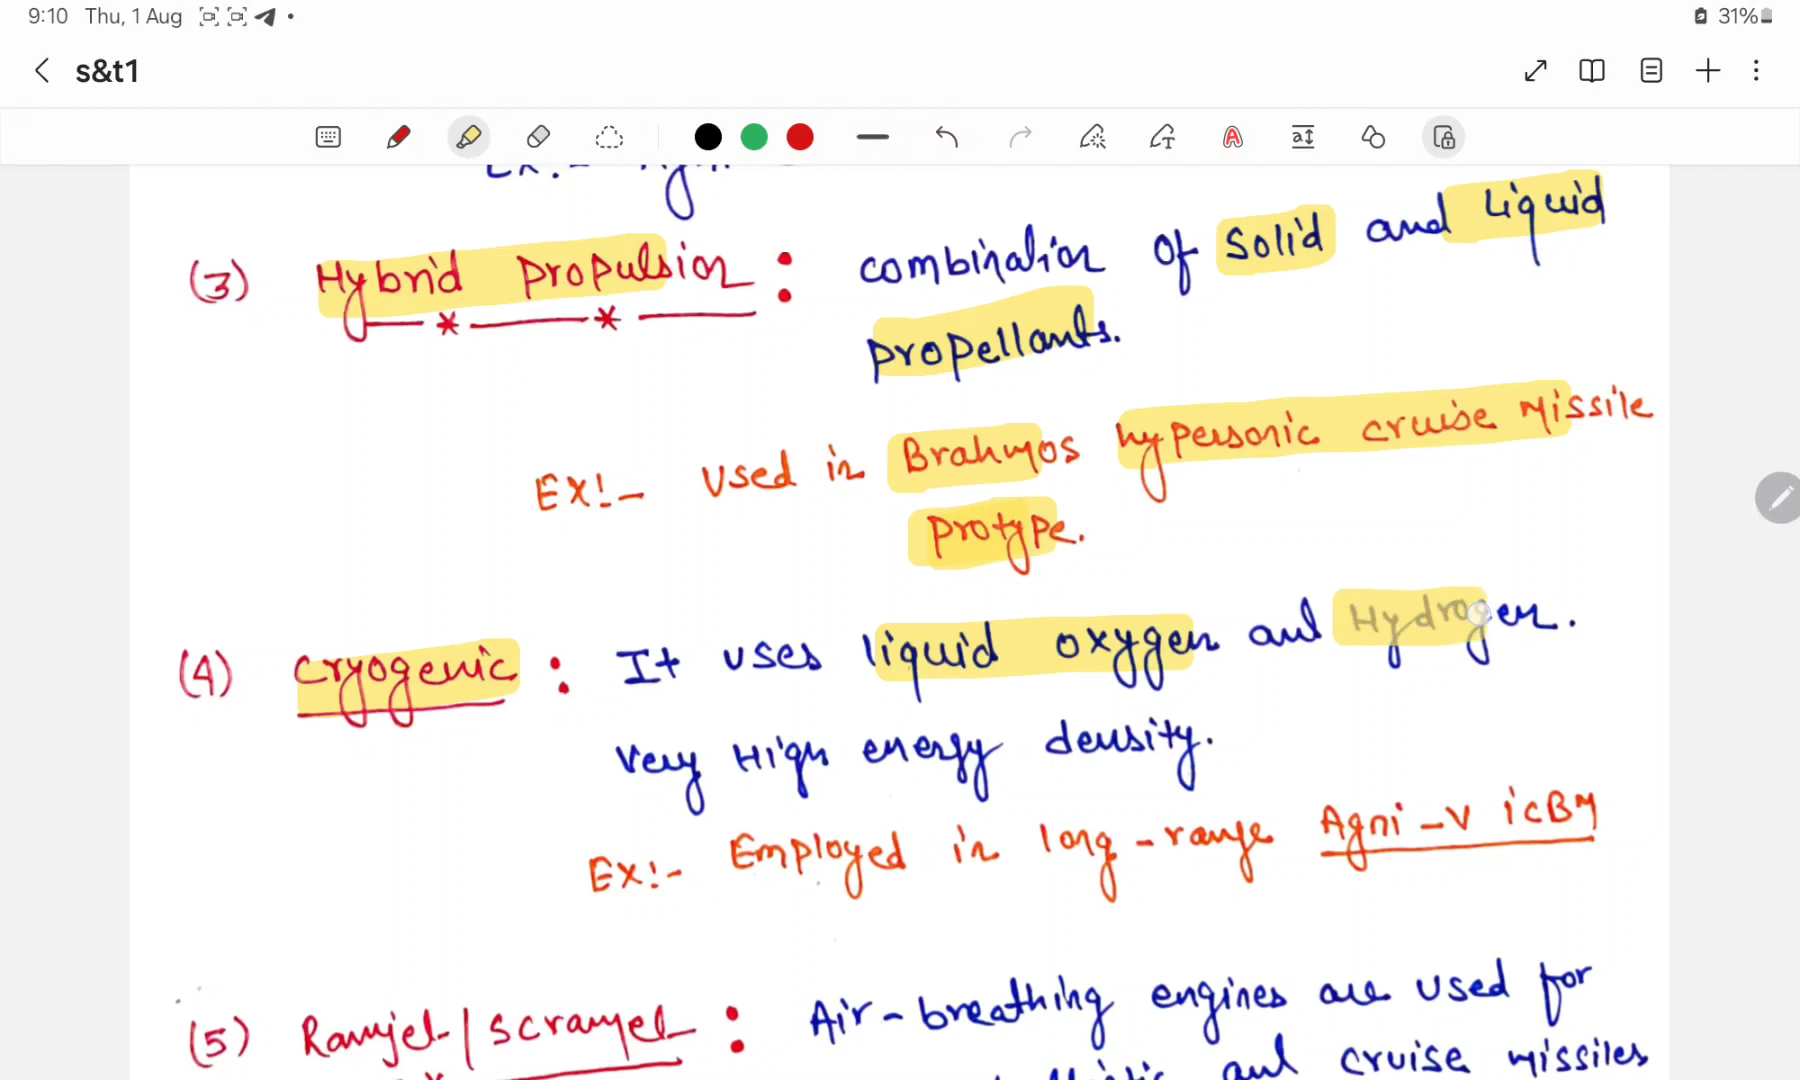 9:10 Thu, 1 Aug
31%
s&t1
(3) Hybrid Propulsion : combination of Solid and Liquid
Propellants.
EX!- Used in Brahmos hypersonic cruise Missile
Protype.
(4) Cryogenic : It uses liquid oxygen and Hydrogen.
Very High energy density.
EX!- Employed in long-range Agni-V iCBM
(5) Ramjet/scramjet : Air-breathing engines are used for
and cruise missiles